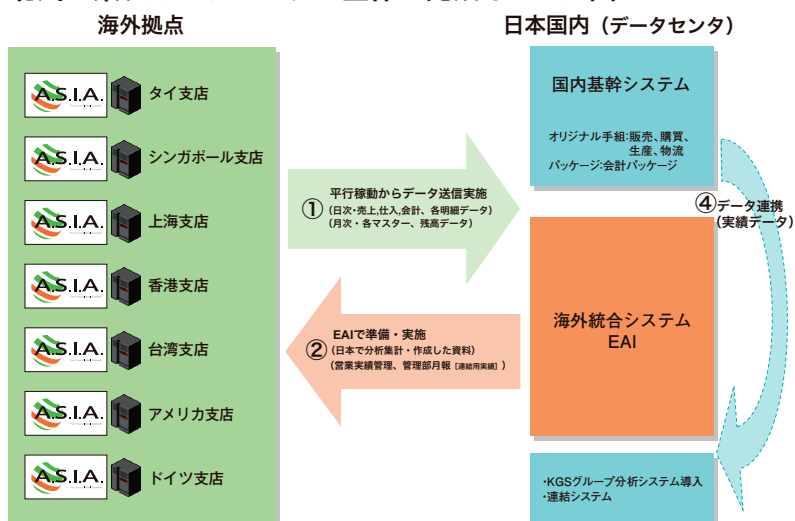 海外拠点
日本国内（データセンタ）
A.S.I.A.
タイ支店
A.S.I.A.
シンガポール支店
A.S.I.A.
上海支店
A.S.I.A.
香港支店
A.S.I.A.
台湾支店
A.S.I.A.
アメリカ支店
A.S.I.A.
ドイツ支店
① 平行稼動からデータ送信実施
（日次・売上,仕入,会計、各明細データ）
（月次・各マスター、残高データ）
② EAIで準備・実施
（日本で分析集計・作成した資料）
（営業実績管理、管理部月報［連結用実績］）
国内基幹システム
オリジナル手組:販売、購買、
生産、物流
パッケージ:会計パッケージ
海外統合システム
EAI
④データ連携
（実績データ）
・KGSグループ分析システム導入
・連結システム